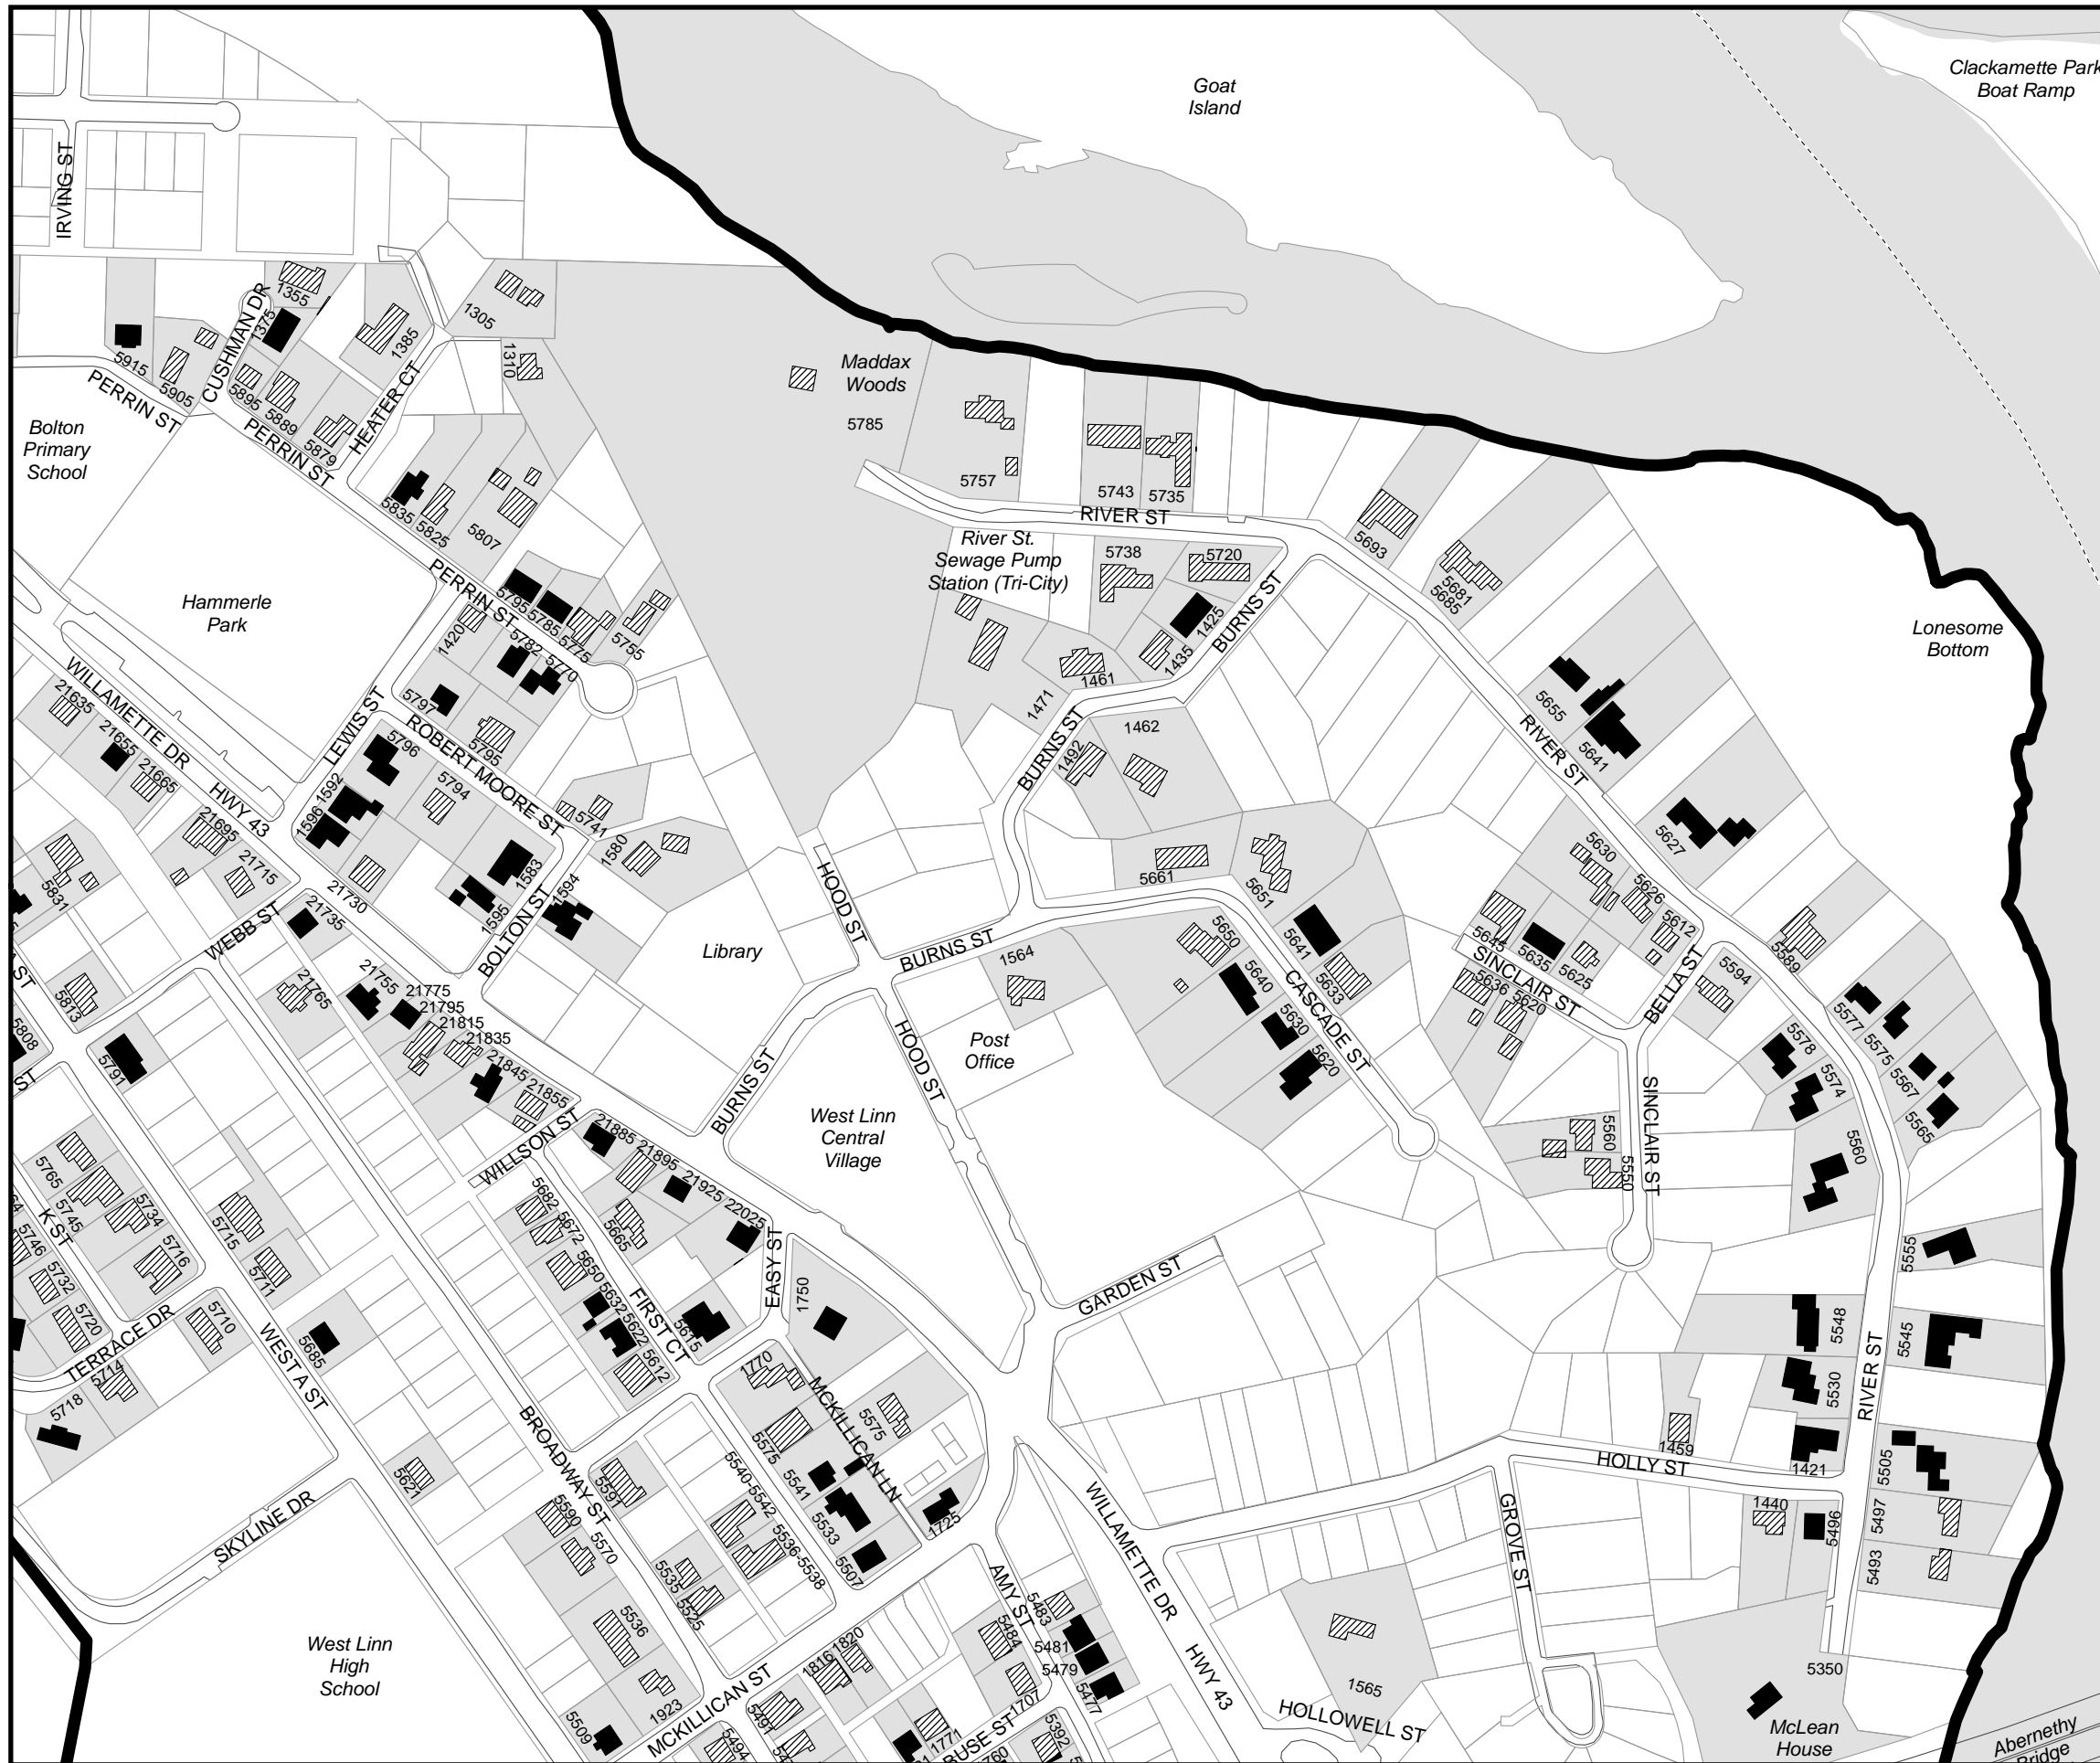 Goat
Island
Clackamette Park
Boat Ramp
IRVING ST
1355
CUSHMAN DR
1375
1305
1385
1310
5915
5905
PERRIN ST
5895
5889
5879
PERRIN ST
HEATER CT
Maddax
Woods
5785
Bolton
Primary
School
5757
5743
5735
RIVER ST
5693
5835
5825
5807
River St.
Sewage Pump
Station (Tri-City)
5738
5720
5681
5685
Hammerle
Park
PERRIN ST
5795
5785
5775
5755
1420
5782
5770
1425
1435
BURNS ST
Lonesome
Bottom
1461
1471
1462
5797
21635
WILLAMETTE DR
21655
21665
HWY 43
LEWIS ST
5796
ROBERT MOORE ST
5795
5794
1592
1596
1492
BURNS ST
5655
5641
RIVER ST
21695
21715
5741
1580
1583
1594
1595
BOLTON ST
21730
5831
HOOD ST
5661
5651
5630
5627
5626
5612
WEBB ST
21735
Library
BURNS ST
1564
5650
5641
5640
5633
5645
5635
5625
SINCLAIR ST
BELLA ST
5594
5589
ST
5813
21765
21755
21775
21795
21815
21835
21845
21855
5636
5620
5808
5791
HOOD ST
Post
Office
5630
5620
CASCADE ST
5577
5575
5567
5565
5578
5574
ST
BURNS ST
West Linn
Central
Village
SINCLAIR ST
5560
5550
5560
WILLSON ST
21885
21895
21925
22025
5765
5745
5734
5716
K ST
5746
5732
5720
5715
5711
5682
5672
5665
5650
5632
5622
5612
FIRST CT
5615
EASY ST
1750
GARDEN ST
5555
TERRACE DR
5710
5714
5718
WEST A ST
5685
5548
5545
5530
RIVER ST
1770
MCKILLICAN LN
5575
5575
5541
5533
5507
1725
BROADWAY ST
5591
5540-5542
5536-5538
5621
5590
5570
5535
5525
SKYLINE DR
1459
HOLLY ST
1421
5505
5497
5493
1440
5496
WILLAMETTE DR
HWY 43
GROVE ST
AMY ST
5483
5481
5479
5477
5484
1707
5536
1923
5509
1816
1820
MCKILLICAN ST
5491
5494
1771
BUSE ST
5392
1565
HOLLOWELL ST
West Linn
High
School
5350
McLean
House
Abernethy
Bridge